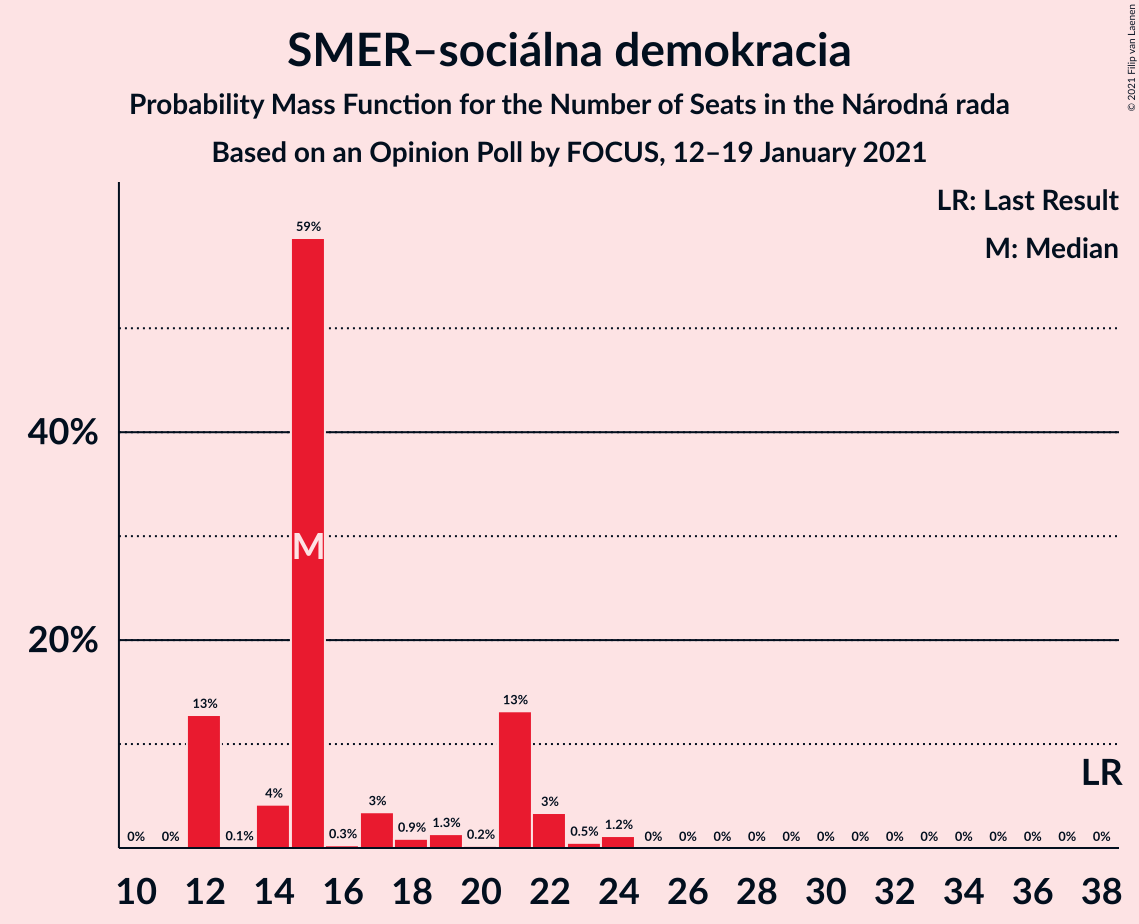 SMER–sociálna demokracia
Probability Mass Function for the Number of Seats in the Národná rada
Based on an Opinion Poll by FOCUS, 12–19 January 2021
© 2021 Filip van Laenen
LR: Last Result
M: Median
59%
40%
M
20%
13%
13%
LR
4%
3%
3%
0% 0% 0.1% 0.3% 0.9% 1.3% 0.2% 0.5% 1.2% 0% 0% 0% 0% 0% 0% 0% 0% 0% 0% 0% 0% 0% 0%
10 12 14 16 18 20 22 24 26 28 30 32 34 36 38